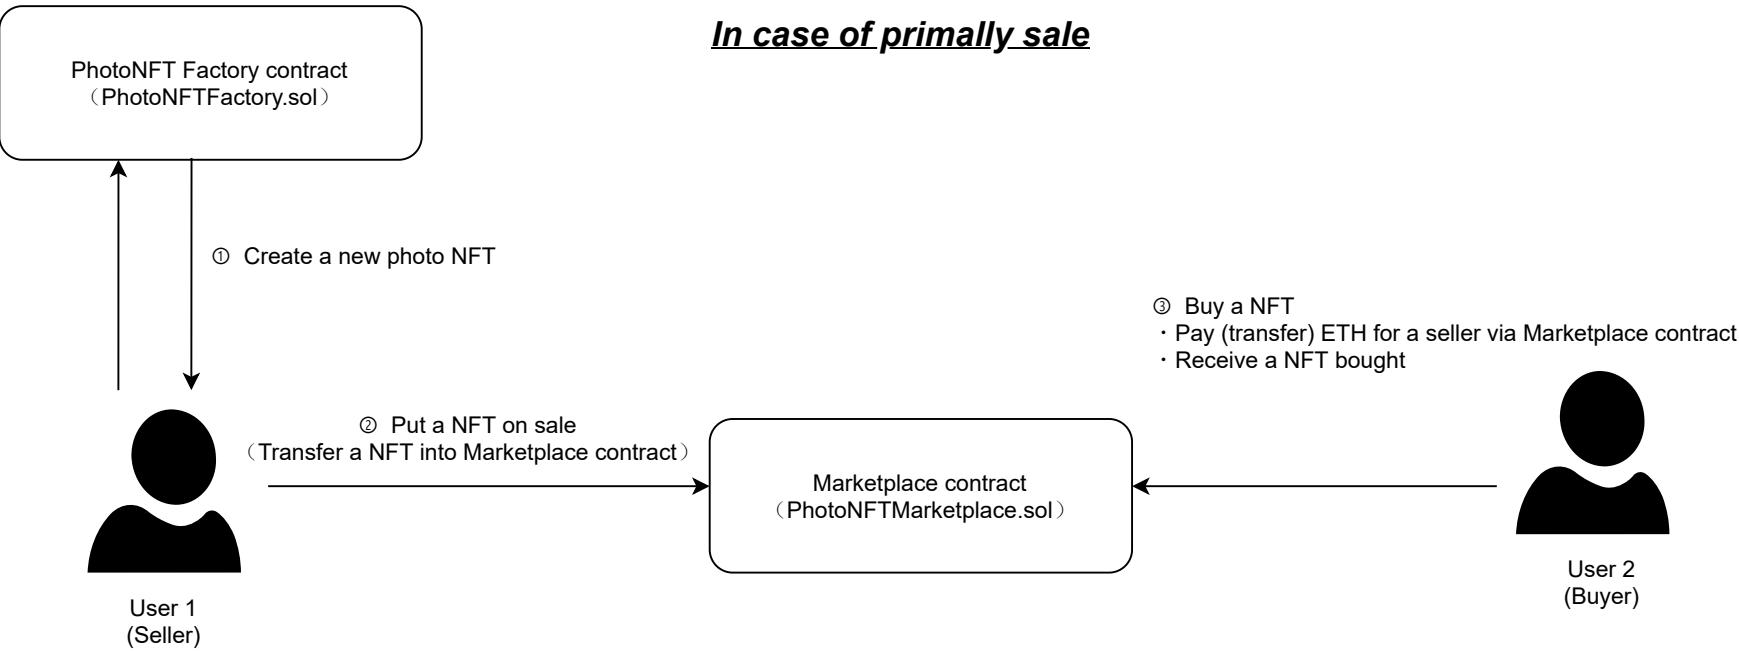 In case of primally sale
PhotoNFT Factory contract
（PhotoNFTFactory.sol）
① Create a new photo NFT
③ Buy a NFT
・Pay (transfer) ETH for a seller via Marketplace contract
・Receive a NFT bought
② Put a NFT on sale
（Transfer a NFT into Marketplace contract）
Marketplace contract
（PhotoNFTMarketplace.sol）
User 2
(Buyer)
User 1
(Seller)